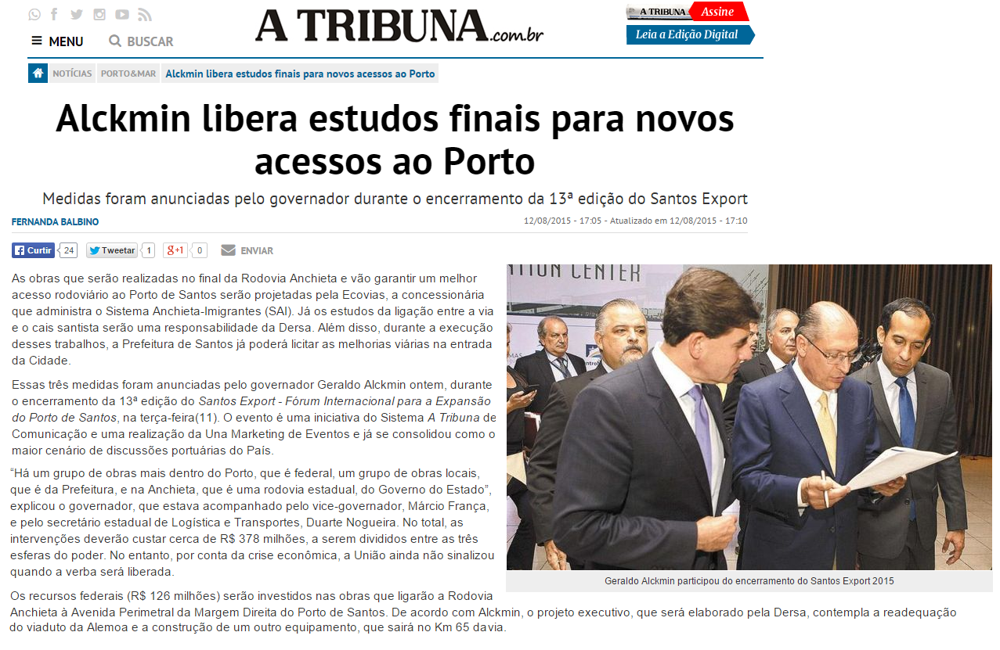 A TRIBUNA.com.br
A TRIBUNA Assine
Leia a Edição Digital
MENU
BUSCAR
NOTÍCIAS PORTO&MAR Alckmin libera estudos finais para novos acessos ao Porto
Alckmin libera estudos finais para novos
acessos ao Porto
Medidas foram anunciadas pelo governador durante o encerramento da 13ª edição do Santos Export
FERNANDA BALBINO
12/08/2015 - 17:05 - Atualizado em 12/08/2015 - 17:10
Curtir 24 Tweetar 1 g+1 0 ENVIAR
As obras que serão realizadas no final da Rodovia Anchieta e vão garantir um melhor
acesso rodoviário ao Porto de Santos serão projetadas pela Ecovias, a concessionária
que administra o Sistema Anchieta-Imigrantes (SAI). Já os estudos da ligação entre a via
e o cais santista serão uma responsabilidade da Dersa. Além disso, durante a execução
desses trabalhos, a Prefeitura de Santos já poderá licitar as melhorias viárias na entrada
da Cidade.
Essas três medidas foram anunciadas pelo governador Geraldo Alckmin ontem, durante
o encerramento da 13ª edição do Santos Export - Fórum Internacional para a Expansão
do Porto de Santos, na terça-feira(11). O evento é uma iniciativa do Sistema A Tribuna de
Comunicação e uma realização da Una Marketing de Eventos e já se consolidou como o
maior cenário de discussões portuárias do País.
“Há um grupo de obras mais dentro do Porto, que é federal, um grupo de obras locais,
que é da Prefeitura, e na Anchieta, que é uma rodovia estadual, do Governo do Estado”,
explicou o governador, que estava acompanhado pelo vice-governador, Márcio França,
e pelo secretário estadual de Logística e Transportes, Duarte Nogueira. No total, as
intervenções deverão custar cerca de R$ 378 milhões, a serem divididos entre as três
esferas do poder. No entanto, por conta da crise econômica, a União ainda não sinalizou
quando a verba será liberada.
CENTER
Geraldo Alckmin participou do encerramento do Santos Export 2015
Os recursos federais (R$ 126 milhões) serão investidos nas obras que ligarão a Rodovia
Anchieta à Avenida Perimetral da Margem Direita do Porto de Santos. De acordo com Alckmin, o projeto executivo, que será elaborado pela Dersa, contempla a readequação
do viaduto da Alemoa e a construção de um outro equipamento, que sairá no Km 65 da via.